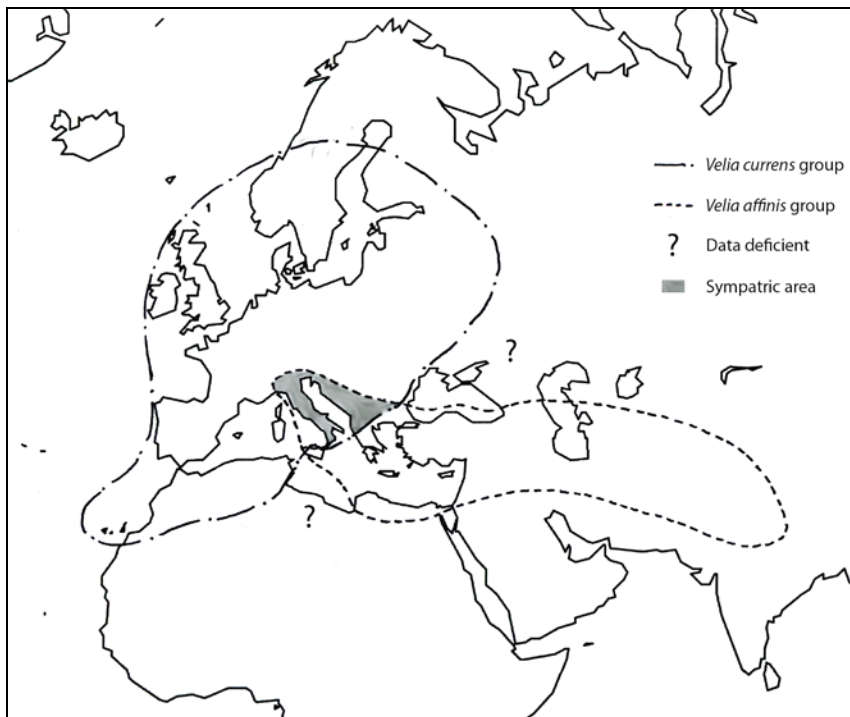 Velia currens group
Velia affinis group
? Data deficient
Sympatric area
?
?